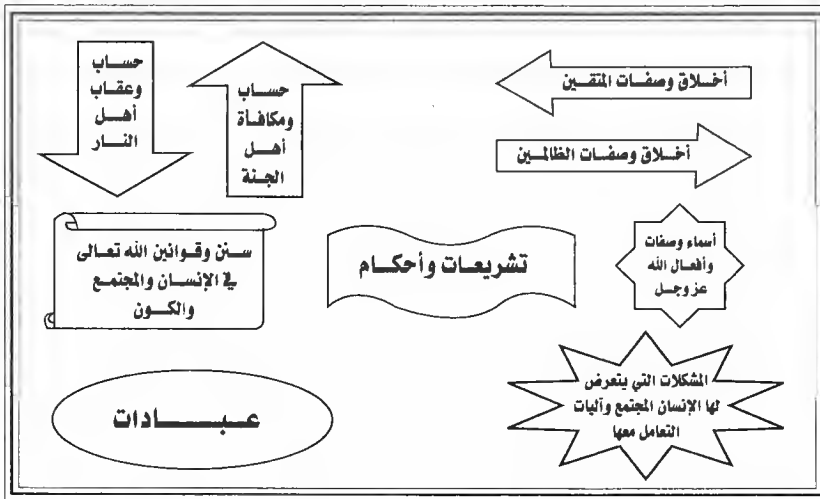 أخلاق وصفات المتقين
أخلاق وصفات الظالمين
حساب
ومكافأة
أهل
الجنة
حساب
وعقاب
أهل
النار
أسماء وصفات
وأفعال الله
عز وجل
تشريعات وأحكام
سنن وقوانين الله تعالى
في الإنسان والمجتمع
والكون
المشكلات التي يتعرض
لها الإنسان المجتمع وآليات
التعامل معها
عبادات